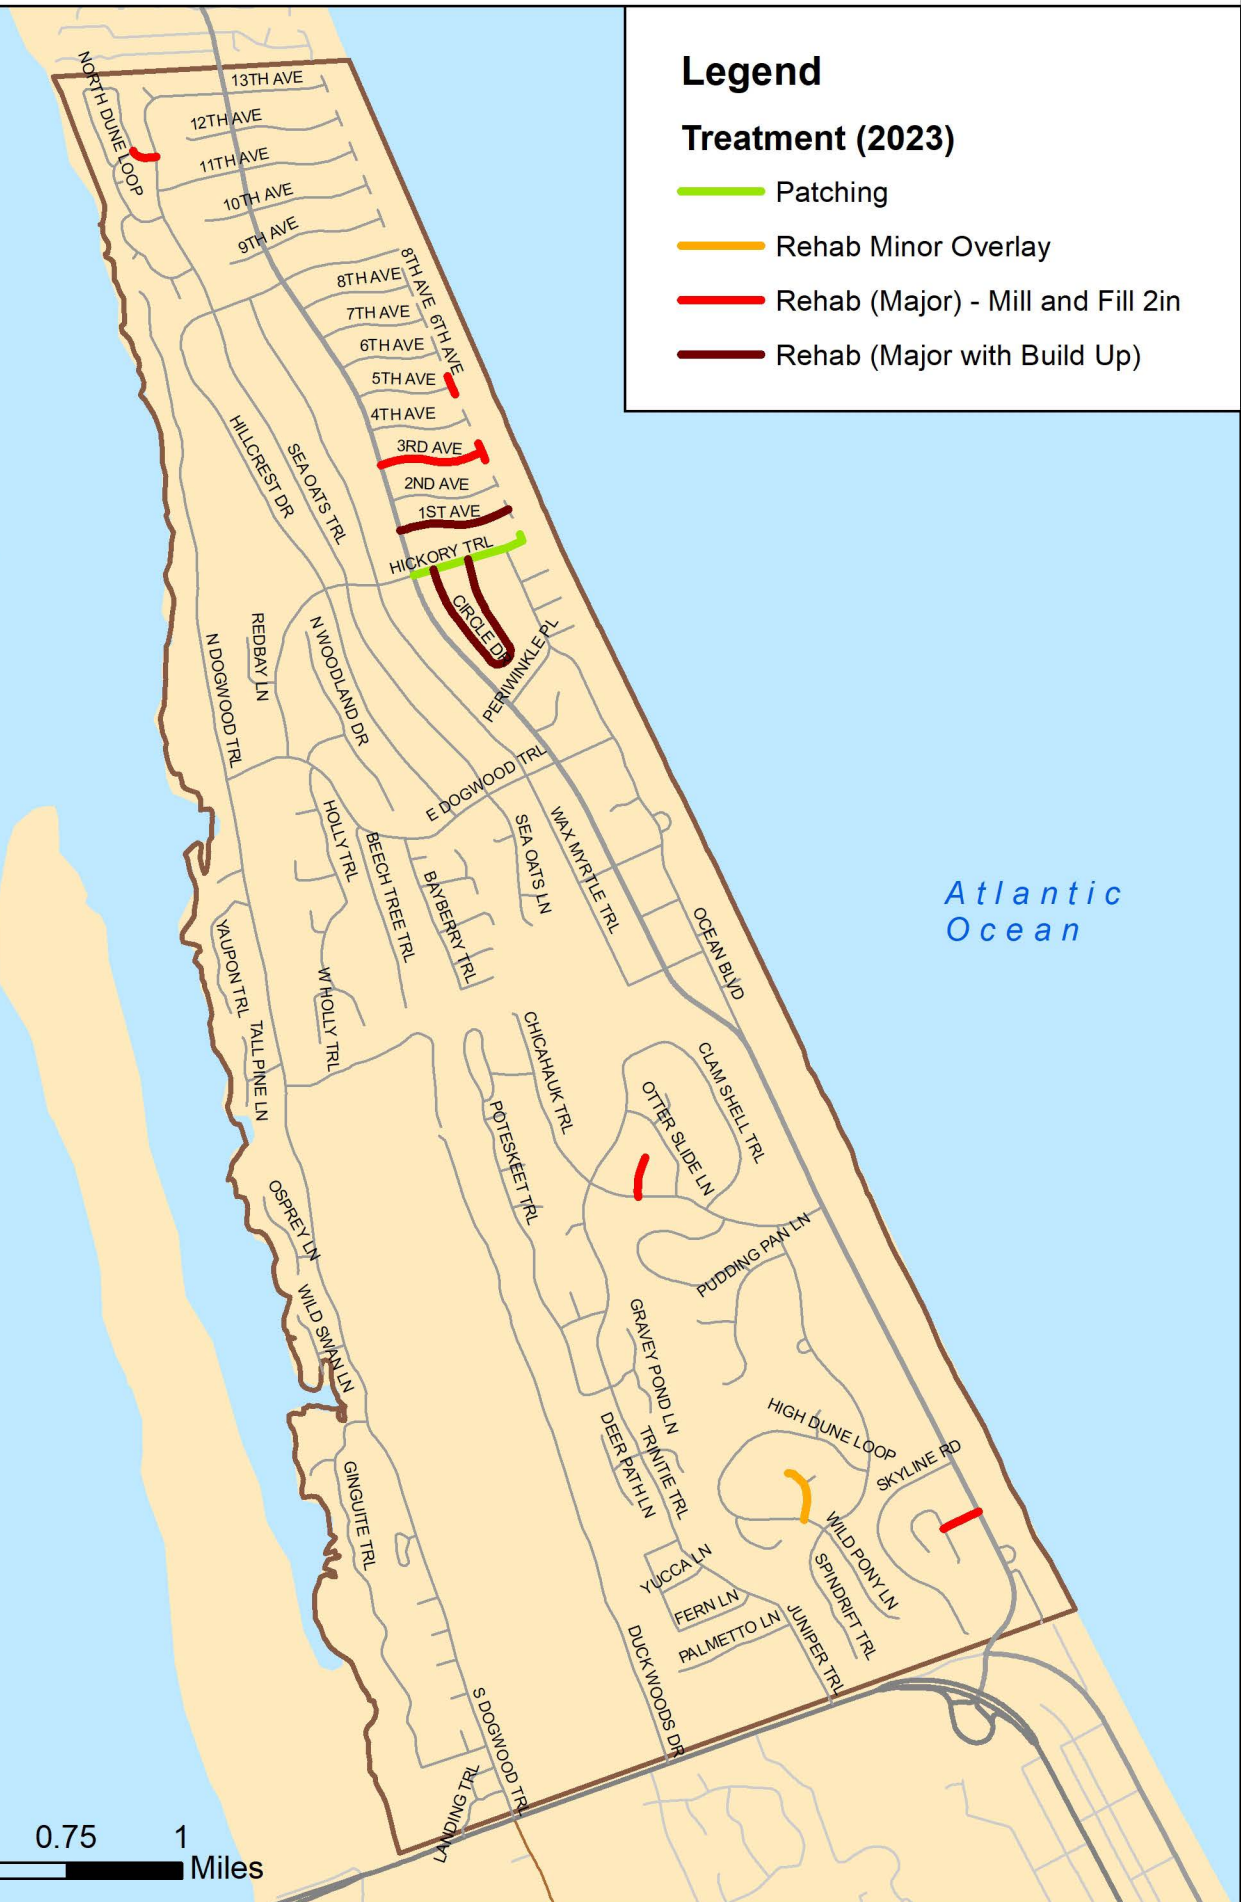 Legend
Treatment (2023)
Patching
Rehab Minor Overlay
Rehab (Major) - Mill and Fill 2in
Rehab (Major with Build Up)
NORTH DUNE LOOP
13TH AVE
12TH AVE
11TH AVE
10TH AVE
9TH AVE
8TH AVE
8TH AVE
7TH AVE
6TH AVE
6TH AVE
5TH AVE
4TH AVE
3RD AVE
2ND AVE
1ST AVE
HICKORY TRL
HILLCREST DR
SEA OATS TRL
CIRCLE DR
PERIWINKLE PL
REDBAY LN
N WOODLAND DR
N DOGWOOD TRL
E DOGWOOD TRL
HOLLY TRL
BEECH TREE TRL
BAYBERRY TRL
SEA OATS LN
WAX MYRTLE TRL
Atlantic
Ocean
OCEAN BLVD
YAUPON TRL
W HOLLY TRL
TALL PINE LN
CHICAHAUK TRL
CLAM SHELL TRL
OTTER SLIDE LN
POTESKEET TRL
OSPREY LN
PUDDING PAN LN
WILD SWAN LN
GRAVEY POND LN
HIGH DUNE LOOP
SKYLINE RD
DEER PATH LN
TRINITIE TRL
GINGUITE TRL
WILD PONY LN
SPINDRIFT TRL
YUCCA LN
FERN LN
PALMETTO LN
JUNIPER TRL
DUCK WOODS DR
S DOGWOOD TRL
LANDING TRL
0.75 1
Miles